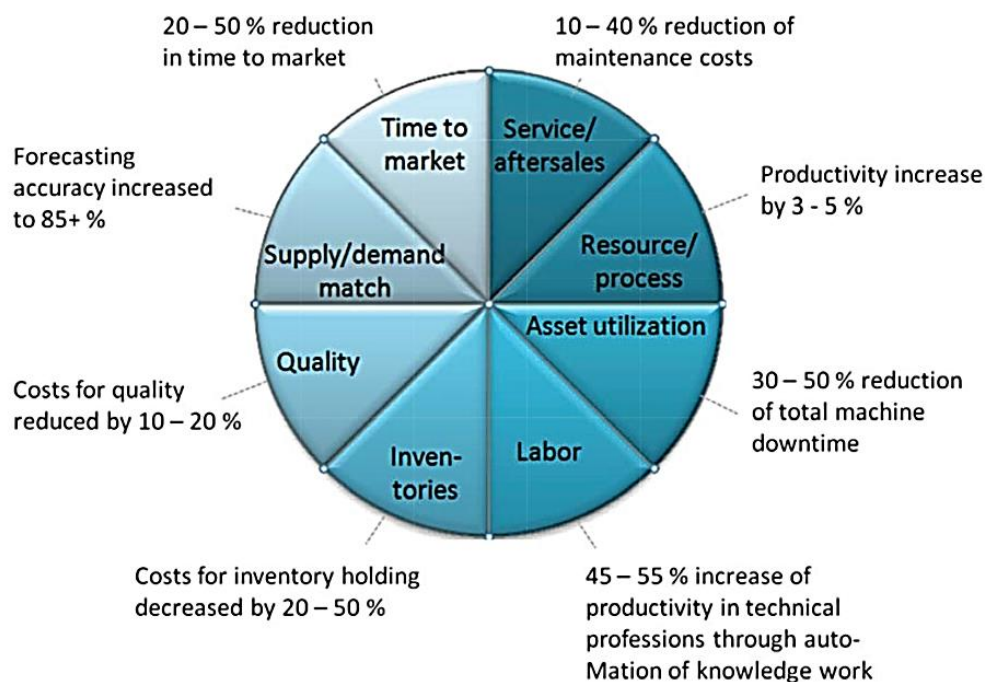 20 – 50 % reduction
in time to market
10 – 40 % reduction of
maintenance costs
Time to
market
Service/
aftersales
Forecasting
accuracy increased
to 85+ %
Productivity increase
by 3 - 5 %
Supply/demand
match
Resource/
process
Asset utilization
Quality
Costs for quality
reduced by 10 – 20 %
30 – 50 % reduction
of total machine
downtime
Inven-
tories
Labor
Costs for inventory holding
decreased by 20 – 50 %
45 – 55 % increase of
productivity in technical
professions through auto-
Mation of knowledge work